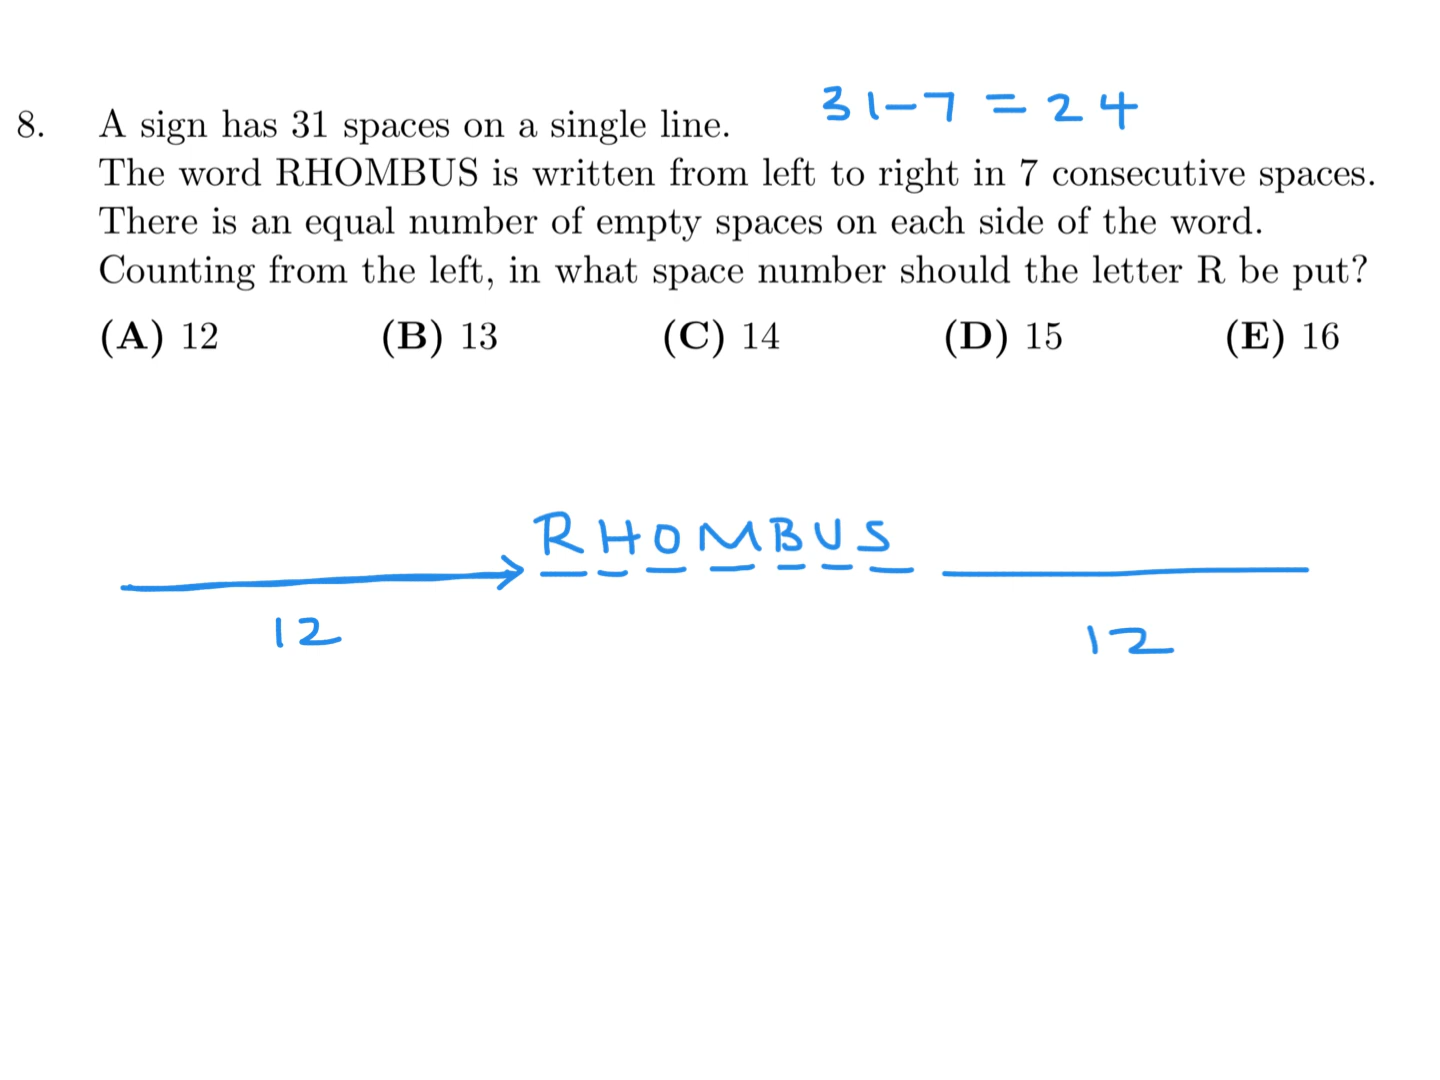 31-7 = 24
8. A sign has 31 spaces on a single line.
The word RHOMBUS is written from left to right in 7 consecutive spaces.
There is an equal number of empty spaces on each side of the word.
Counting from the left, in what space number should the letter R be put?
(A) 12 (B) 13 (C) 14 (D) 15 (E) 16
RHOMBUS
12 12